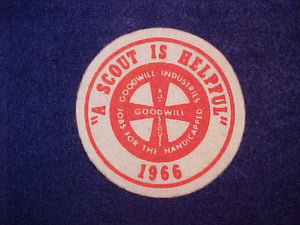 "A SCOUT IS HELPFUL"
GOODWILL INDUSTRIES
GOODWILL
JOBS FOR THE HANDICAPPED
1966